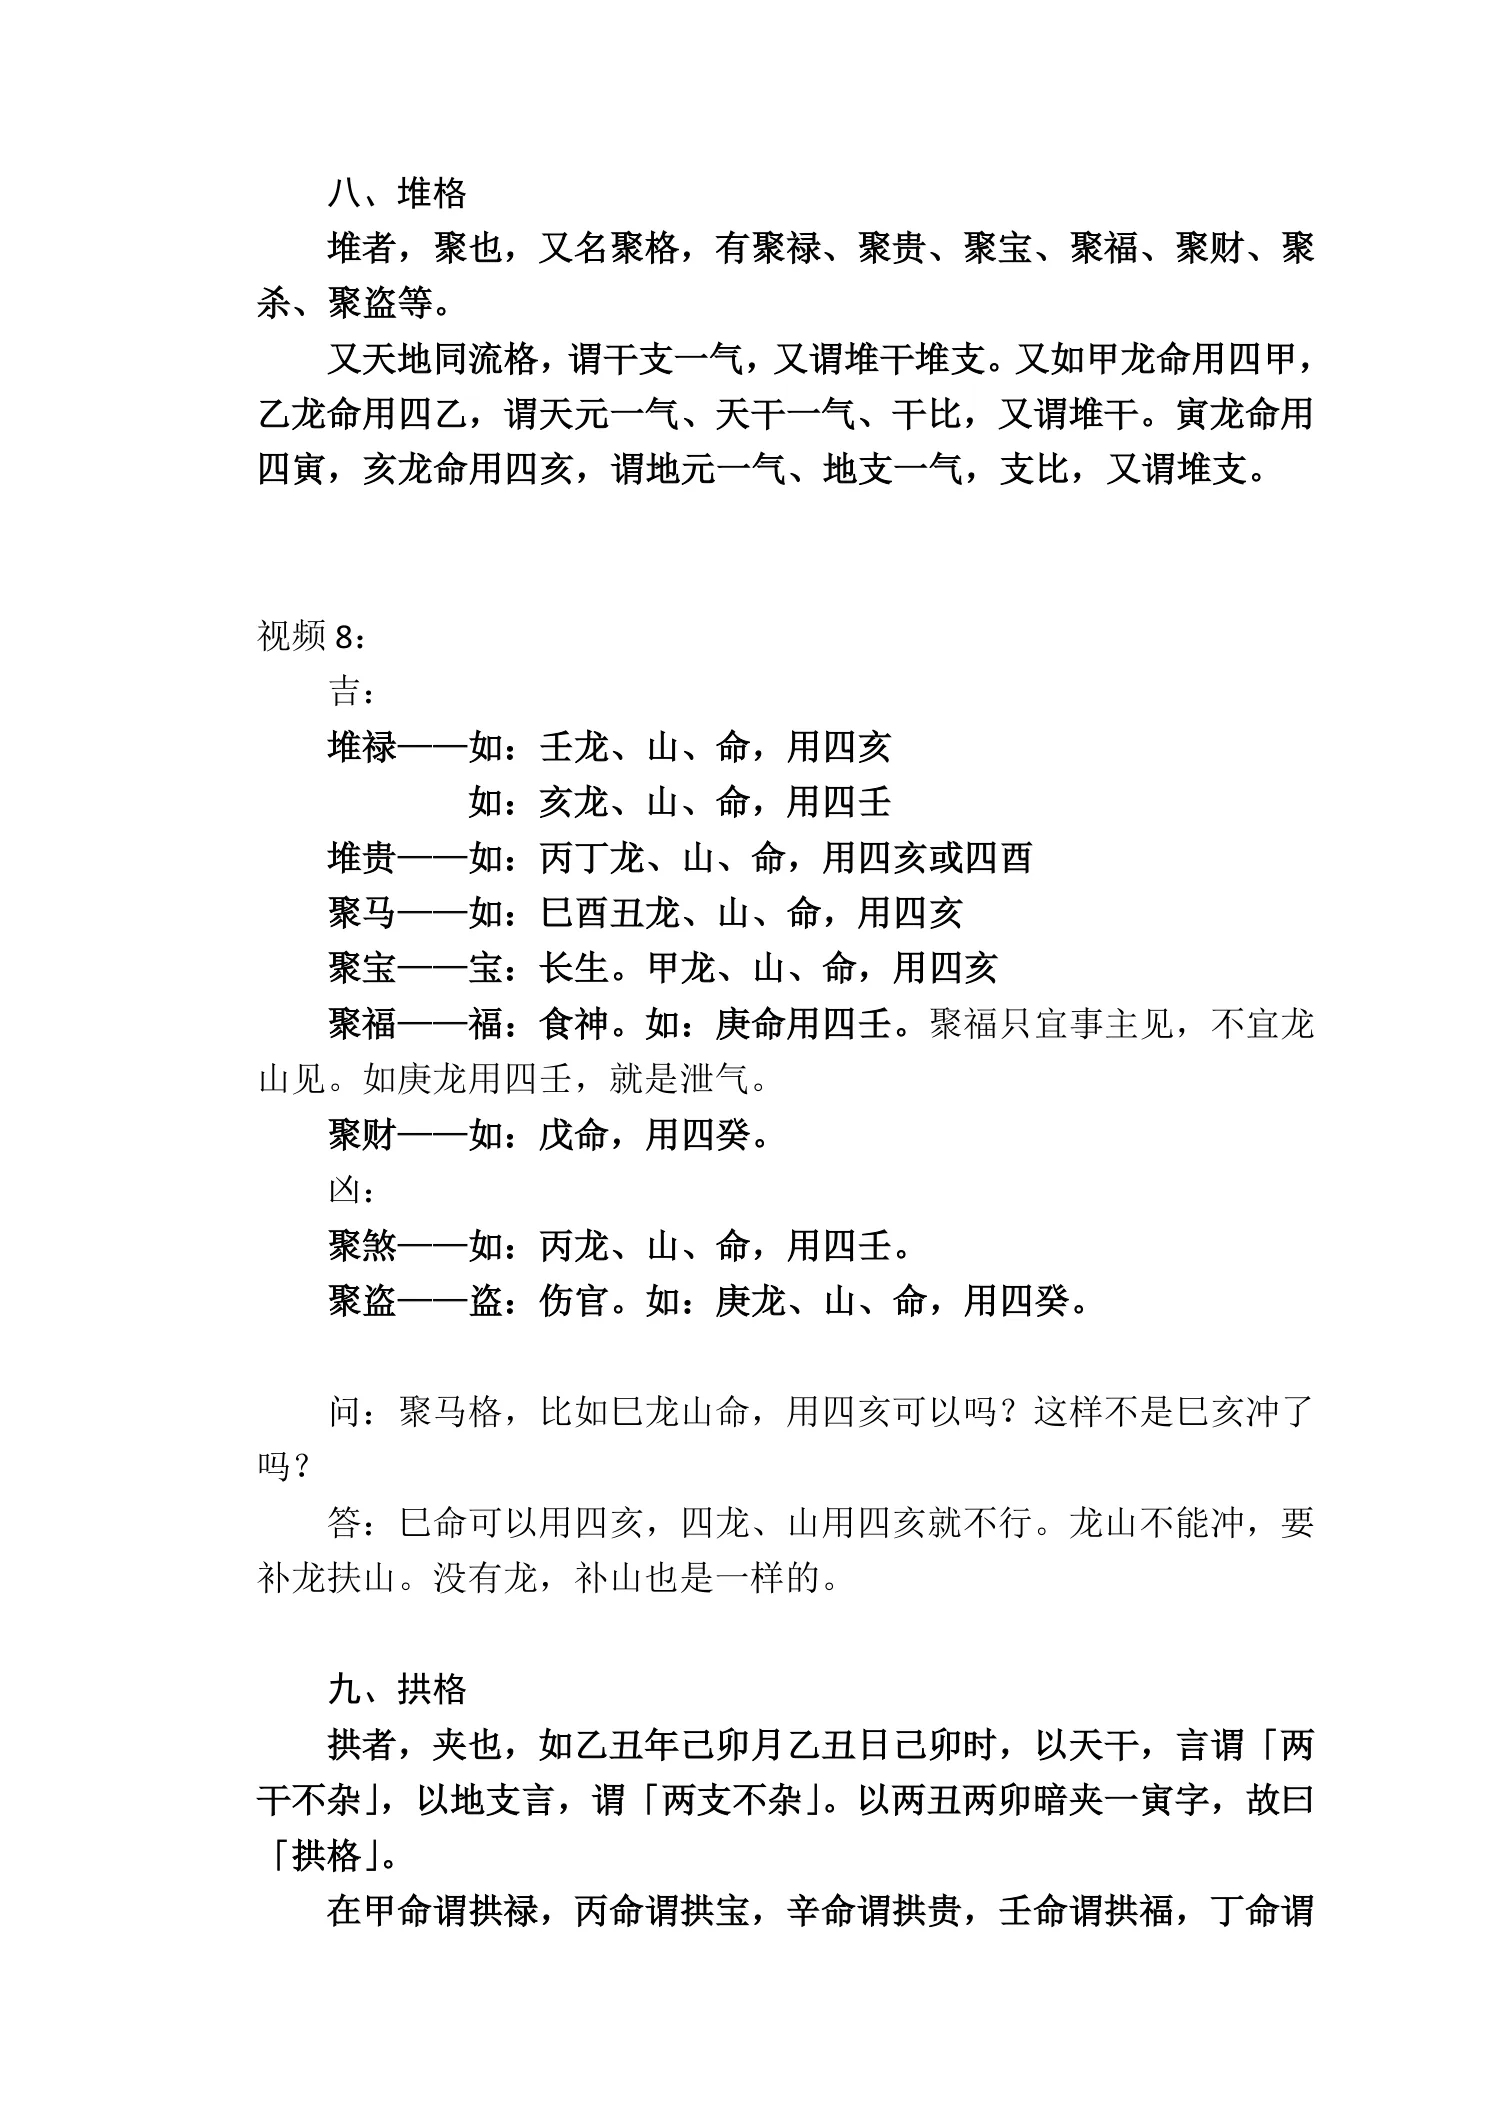 八、堆格
堆者，聚也，又名聚格，有聚禄、聚贵、聚宝、聚福、聚财、聚
杀、聚盗等。
又天地同流格，谓干支一气，又谓堆干堆支。又如甲龙命用四甲，
乙龙命用四乙，谓天元一气、天干一气、干比，又谓堆干。寅龙命用
四寅，亥龙命用四亥，谓地元一气、地支一气，支比，又谓堆支。
视频 8：
吉：
堆禄——如：壬龙、山、命，用四亥
如：亥龙、山、命，用四壬
堆贵——如：丙丁龙、山、命，用四亥或四酉
聚马——如：巳酉丑龙、山、命，用四亥
聚宝——宝：长生。甲龙、山、命，用四亥
聚福——福：食神。如：庚命用四壬。聚福只宜事主见，不宜龙
山见。如庚龙用四壬，就是泄气。
聚财——如：戊命，用四癸。
凶：
聚煞——如：丙龙、山、命，用四壬。
聚盗——盗：伤官。如：庚龙、山、命，用四癸。
问：聚马格，比如巳龙山命，用四亥可以吗？这样不是巳亥冲了
吗？
答：巳命可以用四亥，四龙、山用四亥就不行。龙山不能冲，要
补龙扶山。没有龙，补山也是一样的。
九、拱格
拱者，夹也，如乙丑年己卯月乙丑日己卯时，以天干，言谓「两
干不杂」，以地支言，谓「两支不杂」。以两丑两卯暗夹一寅字，故曰
「拱格」。
在甲命谓拱禄，丙命谓拱宝，辛命谓拱贵，壬命谓拱福，丁命谓